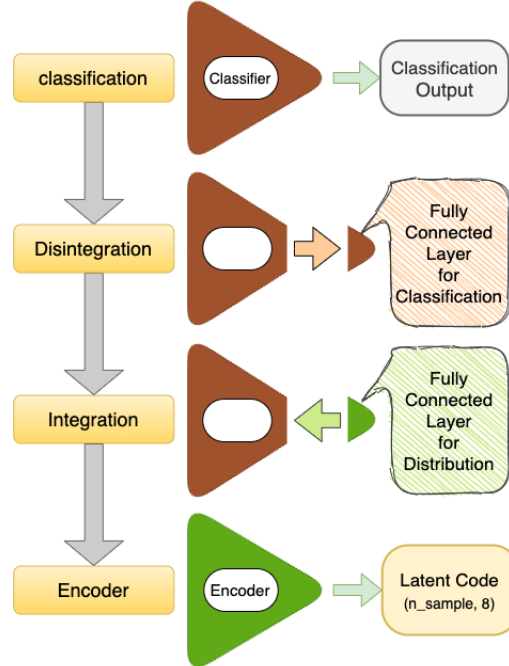 classification
Classifier
Classification
Output
Disintegration
Fully
Connected
Layer
for
Classification
Integration
Fully
Connected
Layer
for
Distribution
Encoder
Encoder
Latent Code
(n_sample, 8)